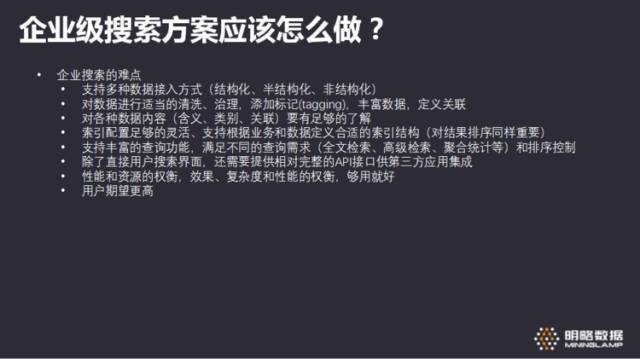 企业级搜索方案应该怎么做？
• 企业搜索的难点
• 支持多种数据接入方式（结构化、半结构化、非结构化）
• 对数据进行适当的清洗、治理，添加标记(tagging)，丰富数据，定义关联
• 对各种数据内容（含义、类别、关联）要有足够的了解
• 索引配置足够的灵活、支持根据业务和数据定义合适的索引结构（对结果排序同样重要）
• 支持丰富的查询功能，满足不同的查询需求（全文检索、高级检索、聚合统计等）和排序控制
• 除了直接用户搜索界面，还需要提供相对完整的API接口供第三方应用集成
• 性能和资源的权衡，效果、复杂度和性能的权衡，够用就好
• 用户期望更高
明略数据
MININGLAMP